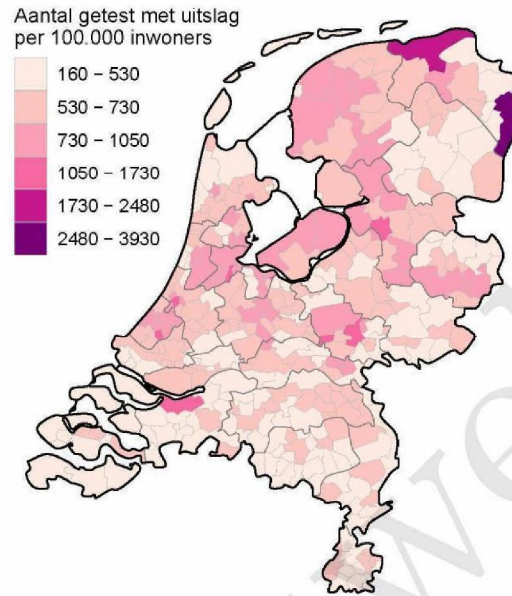 Aantal getest met uitslag
per 100.000 inwoners
160 – 530
530 – 730
730 – 1050
1050 – 1730
1730 – 2480
2480 – 3930